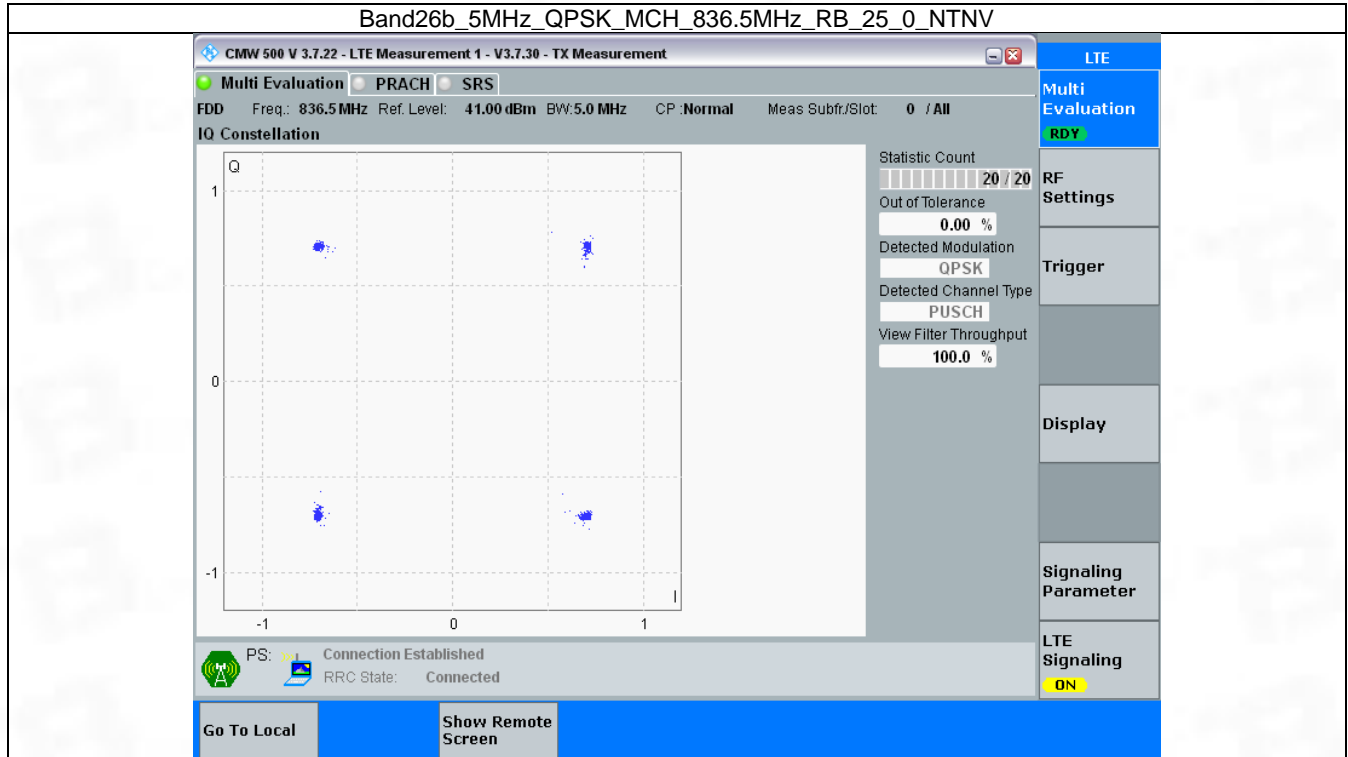 Band26b_5MHz_QPSK_MCH_836.5MHz_RB_25_0_NTNV
CMW 500 V 3.7.22 - LTE Measurement 1 - V3.7.30 - TX Measurement
LTE
Multi Evaluation PRACH SRS
Multi
Evaluation
RDY
FDD Freq.: 836.5 MHz Ref. Level: 41.00 dBm BW:5.0 MHz CP :Normal Meas Subfr./Slot: 0 / All
IQ Constellation
Q
1
0
-1
I
-1 0 1
Statistic Count
20 / 20
Out of Tolerance
0.00 %
Detected Modulation
QPSK
Detected Channel Type
PUSCH
View Filter Throughput
100.0 %
RF
Settings
Trigger
Display
Signaling
Parameter
LTE
Signaling
ON
PS: Connection Established
RRC State: Connected
Go To Local
Show Remote
Screen